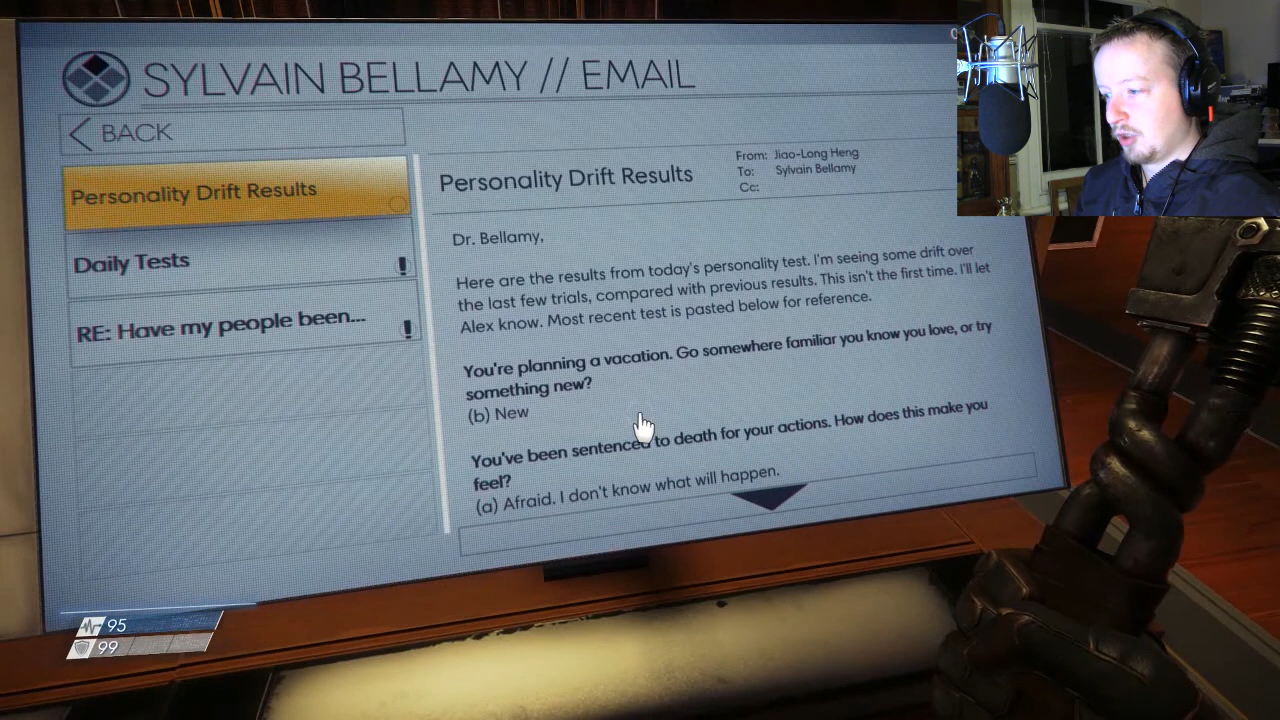 SYLVAIN BELLAMY // EMAIL
BACK
Personality Drift Results
Daily Tests
RE: Have my people been...
Personality Drift Results
From: Jiao-Long Heng
To: Sylvain Bellamy
Cc:
Dr. Bellamy,
Here are the results from today's personality test. I'm seeing some drift over
the last few trials, compared with previous results. This isn't the first time. I'll let
Alex know. Most recent test is pasted below for reference.
You're planning a vacation. Go somewhere familiar you know you love, or try
something new?
(b) New
You've been sentenced to death for your actions. How does this make you
feel?
(a) Afraid. I don't know what will happen.
95
99